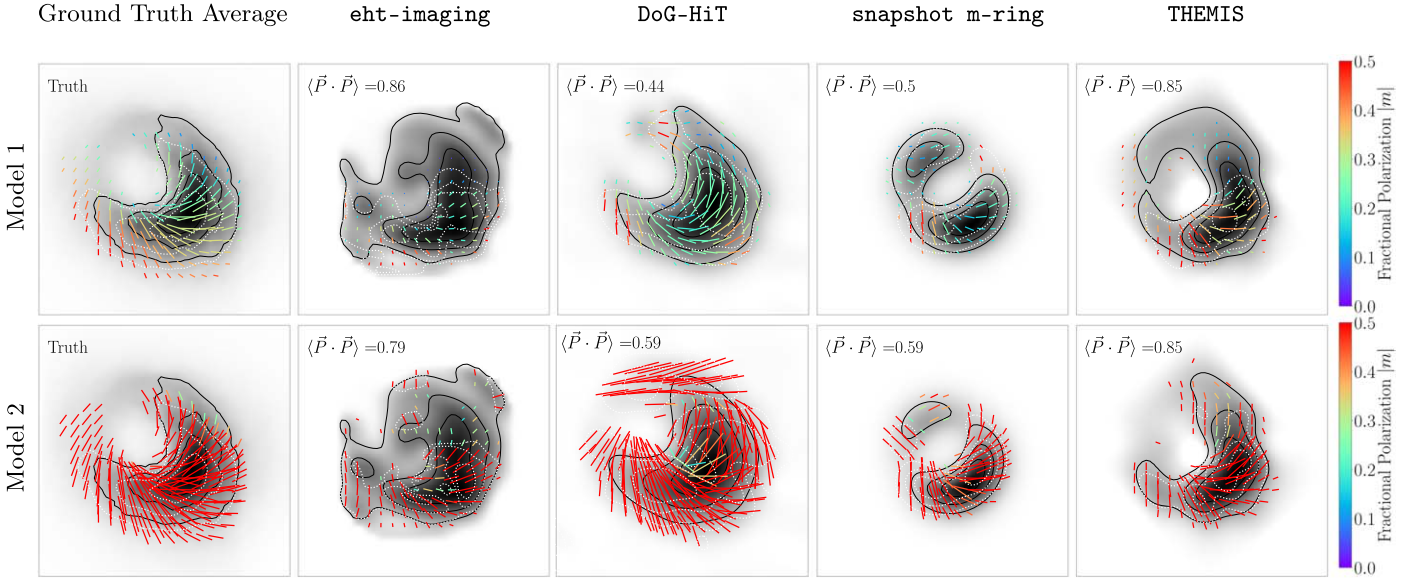 Ground Truth Average eht-imaging DoG-HiT snapshot m-ring THEMIS
Model 1
Truth
⟨P⃗ · P⃗⟩ =0.86
⟨P⃗ · P⃗⟩ =0.44
⟨P⃗ · P⃗⟩ =0.5
⟨P⃗ · P⃗⟩ =0.85
0.5
0.4
0.3
0.2
0.1
0.0
Fractional Polarization |m|
Model 2
Truth
⟨P⃗ · P⃗⟩ =0.79
⟨P⃗ · P⃗⟩ =0.59
⟨P⃗ · P⃗⟩ =0.59
⟨P⃗ · P⃗⟩ =0.85
0.5
0.4
0.3
0.2
0.1
0.0
Fractional Polarization |m|